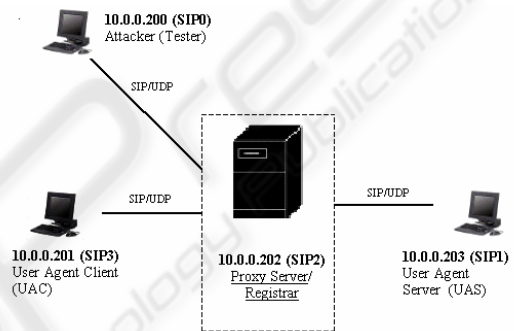 10.0.0.200 (SIP0)
Attacker (Tester)
SIP/UDP
SIP/UDP
SIP/UDP
10.0.0.201 (SIP3)
User Agent Client
(UAC)
10.0.0.202 (SIP2)
Proxy Server/
Registrar
10.0.0.203 (SIP1)
User Agent
Server (UAS)